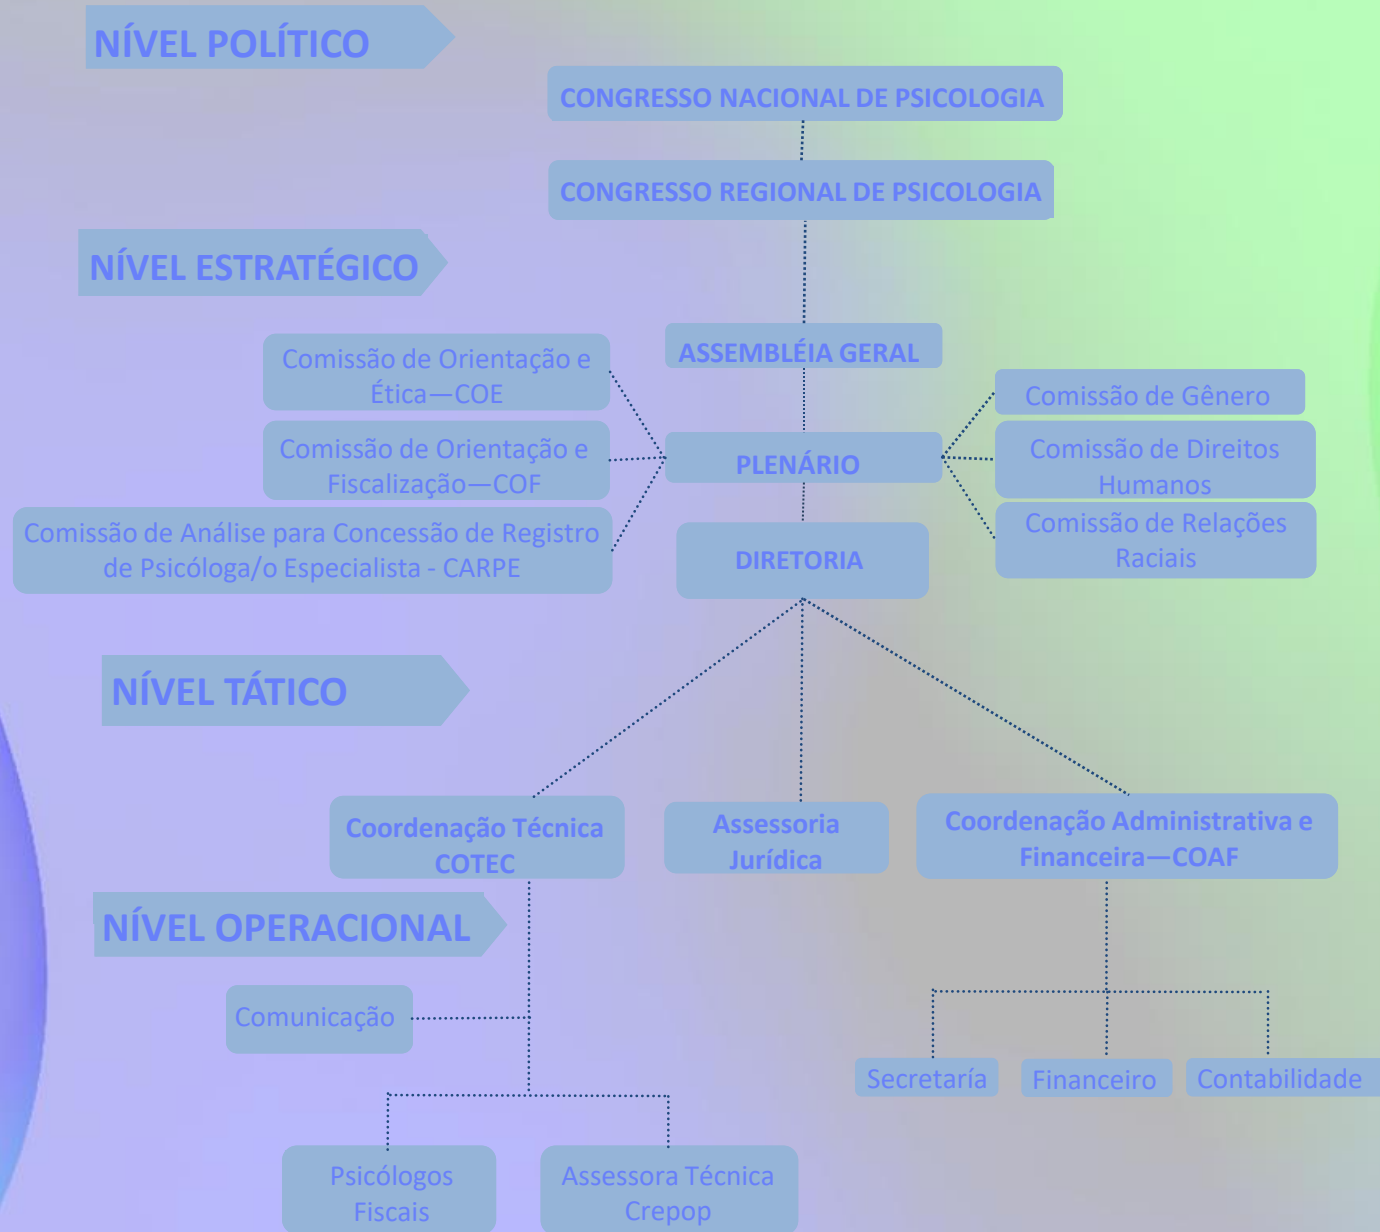 NÍVEL POLÍTICO
CONGRESSO NACIONAL DE PSICOLOGIA
CONGRESSO REGIONAL DE PSICOLOGIA
NÍVEL ESTRATÉGICO
ASSEMBLÉIA GERAL
Comissão de Orientação e
Ética—COE
Comissão de Orientação e
Fiscalização—COF
Comissão de Análise para Concessão de Registro
de Psicóloga/o Especialista - CARPE
PLENÁRIO
Comissão de Gênero
Comissão de Direitos
Humanos
Comissão de Relações
Raciais
DIRETORIA
NÍVEL TÁTICO
Coordenação Técnica
COTEC
Assessoria
Jurídica
Coordenação Administrativa e
Financeira—COAF
NÍVEL OPERACIONAL
Comunicação
Secretaría
Financeiro
Contabilidade
Psicólogos
Fiscais
Assessora Técnica
Crepop